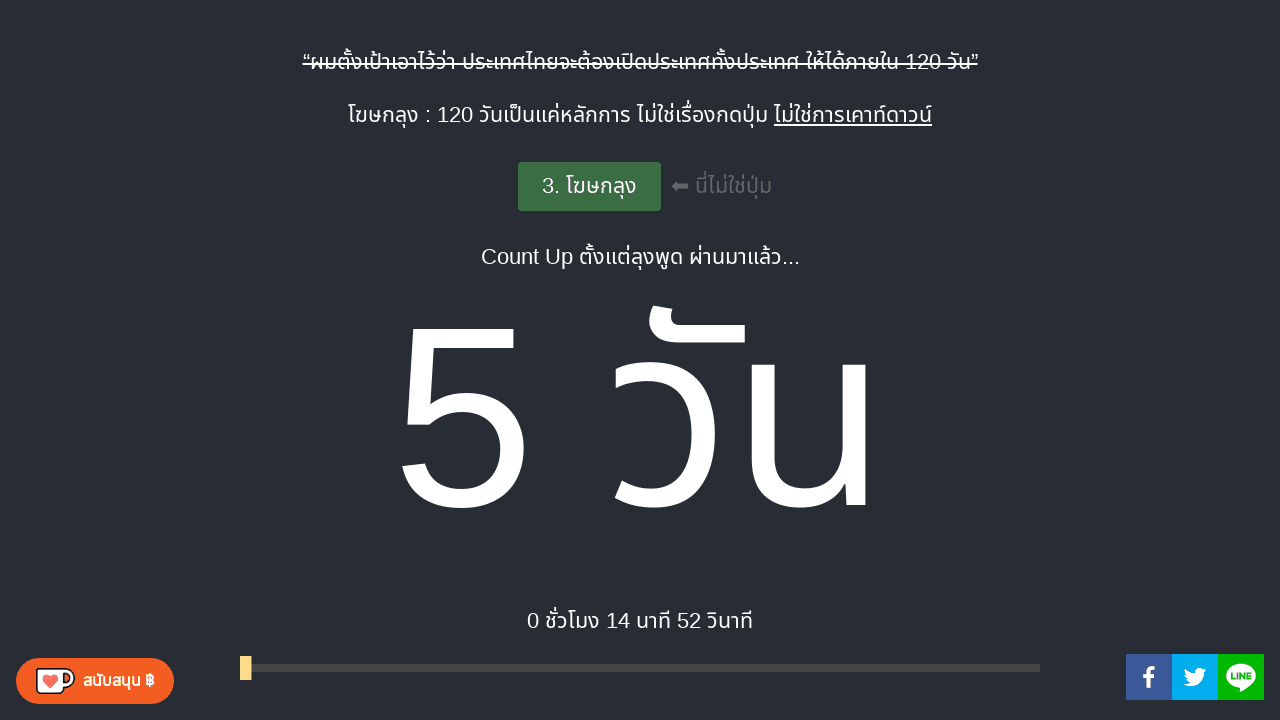 “ผมตั้งเป้าเอาไว้ว่า ประเทศไทยจะต้องเปิดประเทศทั้งประเทศ ให้ได้ภายใน 120 วัน”
โฆษกลุง : 120 วันเป็นแค่หลักการ ไม่ใช่เรื่องกดปุ่ม ไม่ใช่การเคาท์ดาวน์
3. โฆษกลุง ⬅ นี่ไม่ใช่ปุ่ม
Count Up ตั้งแต่ลุงพูด ผ่านมาแล้ว...
5 วัน
0 ชั่วโมง 14 นาที 52 วินาที
สนับสนุน ฿
LINE